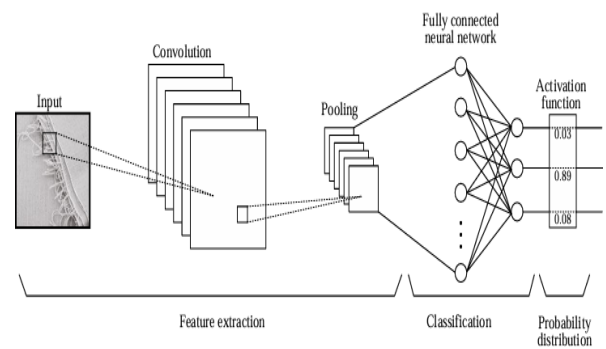 Fully connected
neural network
Convolution
Activation
function
Input
Pooling
0.03
0.89
0.08
Feature extraction
Classification
Probability
distribution